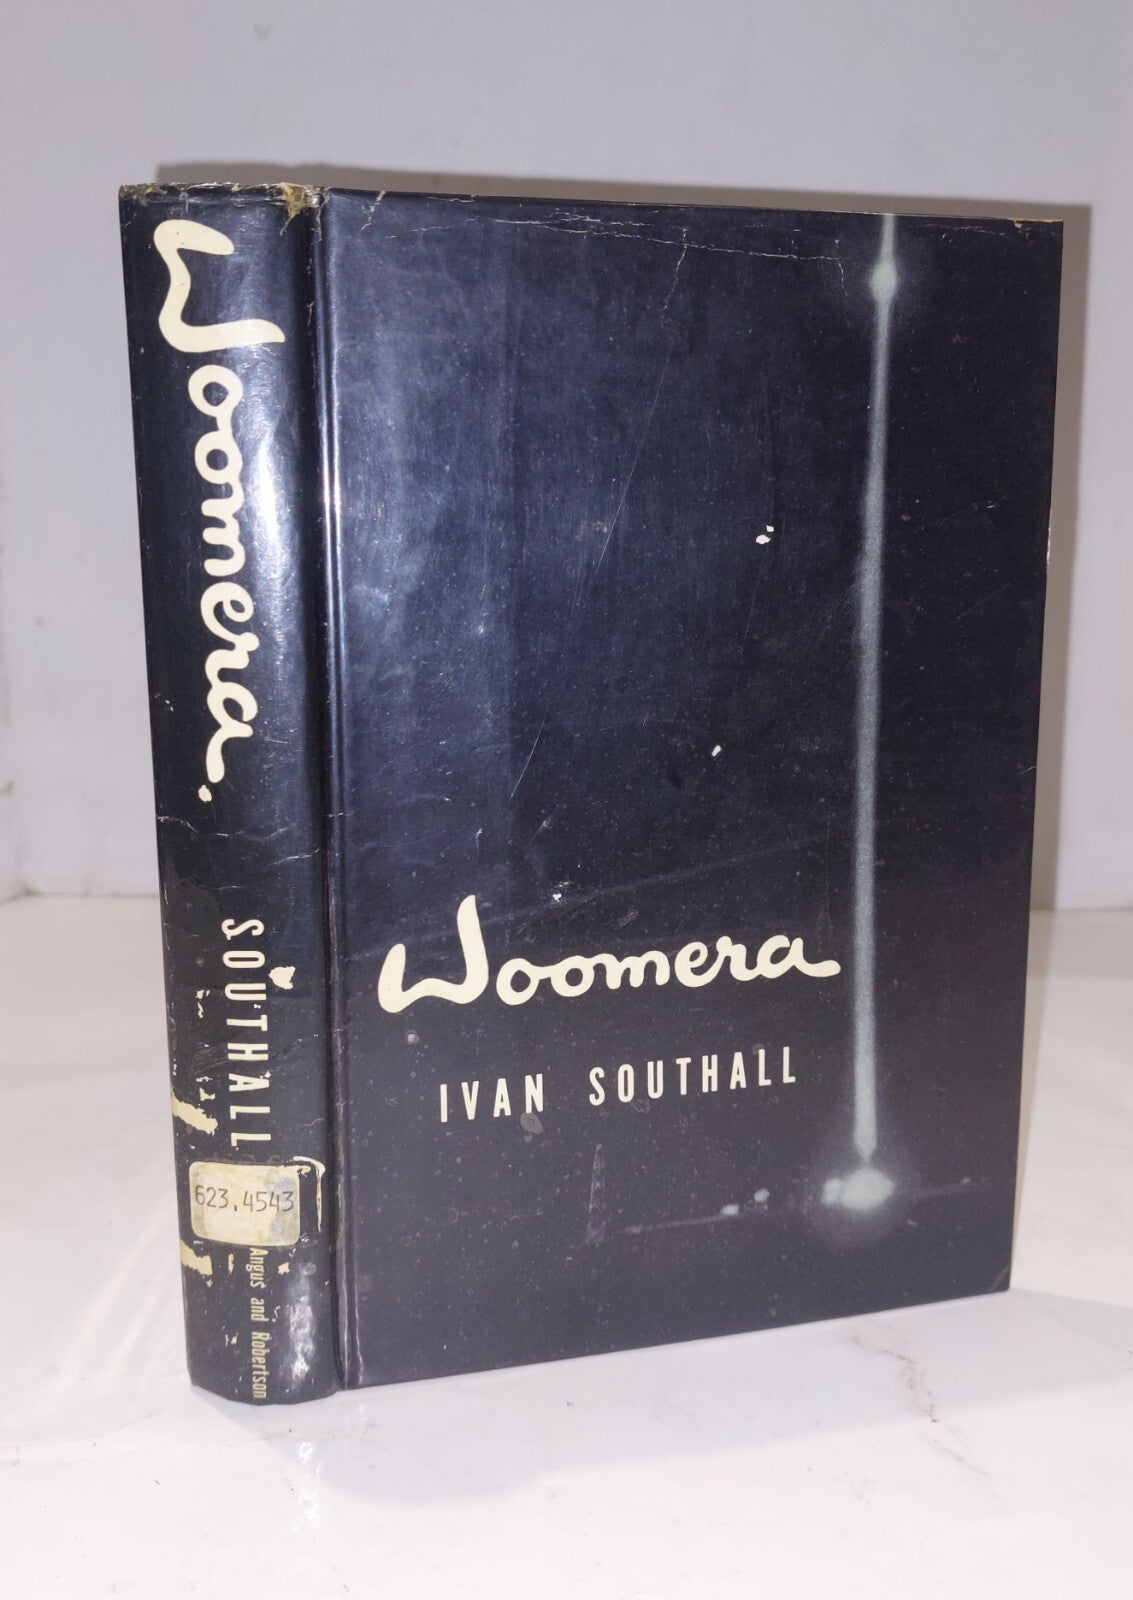 Woomera
SOUTHALL
623.4543
Angus and Robertson
Woomera
IVAN SOUTHALL